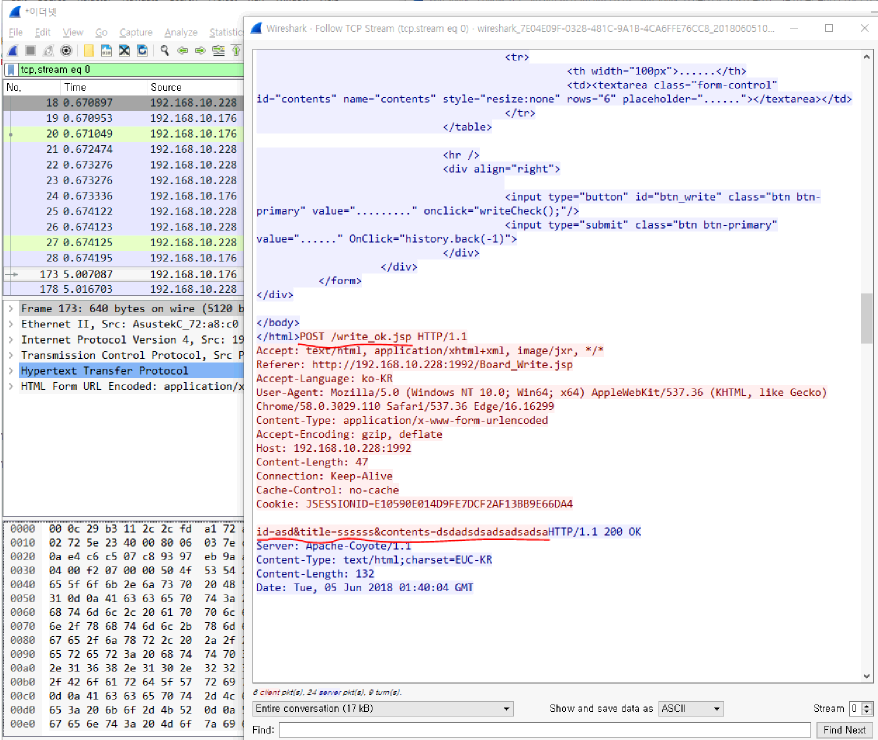 *이더넷
File Edit View Go Capture Analyze Statistic
tcp.stream eq 0
No. Time Source
18 0.670897 192.168.10.228
19 0.670953 192.168.10.176
20 0.671049 192.168.10.176
21 0.672474 192.168.10.228
22 0.673276 192.168.10.228
23 0.673276 192.168.10.228
24 0.673336 192.168.10.176
25 0.674122 192.168.10.228
26 0.674123 192.168.10.228
27 0.674125 192.168.10.228
28 0.674195 192.168.10.176
173 5.007087 192.168.10.176
178 5.016703 192.168.10.228
Frame 173: 640 bytes on wire (5120 b
Ethernet II, Src: AsustekC_72:a8:c0
Internet Protocol Version 4, Src: 19
Transmission Control Protocol, Src P
Hypertext Transfer Protocol
HTML Form URL Encoded: application/x
0000 00 0c 29 b3 11 2c 2c fd a1 72
0010 02 72 5e 23 40 00 80 06 03 7e
0020 0a e4 c6 c5 07 c8 93 97 eb 9a
0030 04 00 f2 07 00 00 50 4f 53 54
0040 65 5f 6f 6b 2e 6a 73 70 20 48
0050 31 0d 0a 41 63 63 65 70 74 3a
0060 68 74 6d 6c 2c 20 61 70 70 6c
0070 6e 2f 78 68 74 6d 6c 2b 78 6d
0080 67 65 2f 6a 78 72 2c 20 2a 2f
0090 65 72 65 72 3a 20 68 74 74 70
00a0 2e 31 36 38 2e 31 30 2e 32 32
00b0 2f 42 6f 61 72 64 5f 57 72 69
00c0 0d 0a 41 63 63 65 70 74 2d 4c
00d0 65 3a 20 6b 6f 2d 4b 52 0d 0a
00e0 67 65 6e 74 3a 20 4d 6f 7a 69
Wireshark · Follow TCP Stream (tcp.stream eq 0) · wireshark_7E04E09F-0328-481C-9A18-4CA6FFE76CC8_2018060510...
<tr>
<th width="100px">......</th>
<td><textarea class="form-control"
id="contents" name="contents" style="resize:none" rows="6" placeholder="......"></textarea></td>
</tr>
</table>
<hr />
<div align="right">
<input type="button" id="btn_write" class="btn btn-
primary" value="........." onclick="writeCheck();"/>
<input type="submit" class="btn btn-primary"
value="......" OnClick="history.back(-1)">
</div>
</div>
</form>
</div>
</body>
</html>POST /write_ok.jsp HTTP/1.1
Accept: text/html, application/xhtml+xml, image/jxr, */*
Referer: http://192.168.10.228:1992/Board_Write.jsp
Accept-Language: ko-KR
User-Agent: Mozilla/5.0 (Windows NT 10.0; Win64; x64) AppleWebKit/537.36 (KHTML, like Gecko)
Chrome/58.0.3029.110 Safari/537.36 Edge/16.16299
Content-Type: application/x-www-form-urlencoded
Accept-Encoding: gzip, deflate
Host: 192.168.10.228:1992
Content-Length: 47
Connection: Keep-Alive
Cache-Control: no-cache
Cookie: JSESSIONID=E10590E014D9FE7DCF2AF13BB9E66DA4
id=asd&title=ssssss&contents=dsdadsdsadsadsadsaHTTP/1.1 200 OK
Server: Apache-Coyote/1.1
Content-Type: text/html;charset=EUC-KR
Content-Length: 132
Date: Tue, 05 Jun 2018 01:40:04 GMT
6 client pkt(s), 24 server pkt(s), 9 turn(s).
Entire conversation (17 kB) Show and save data as ASCII Stream 0
Find: Find Next